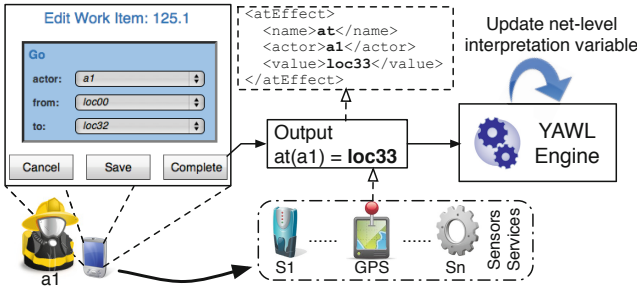 Edit Work Item: 125.1
Go
actor: a1
from: loc00
to: loc32
Cancel Save Complete
a1
<atEffect>
<name>at</name>
<actor>a1</actor>
<value>loc33</value>
</atEffect>
Output
at(a1) = loc33
Update net-level
interpretation variable
YAWL
Engine
S1 ...... GPS ...... Sn
Sensors
Services